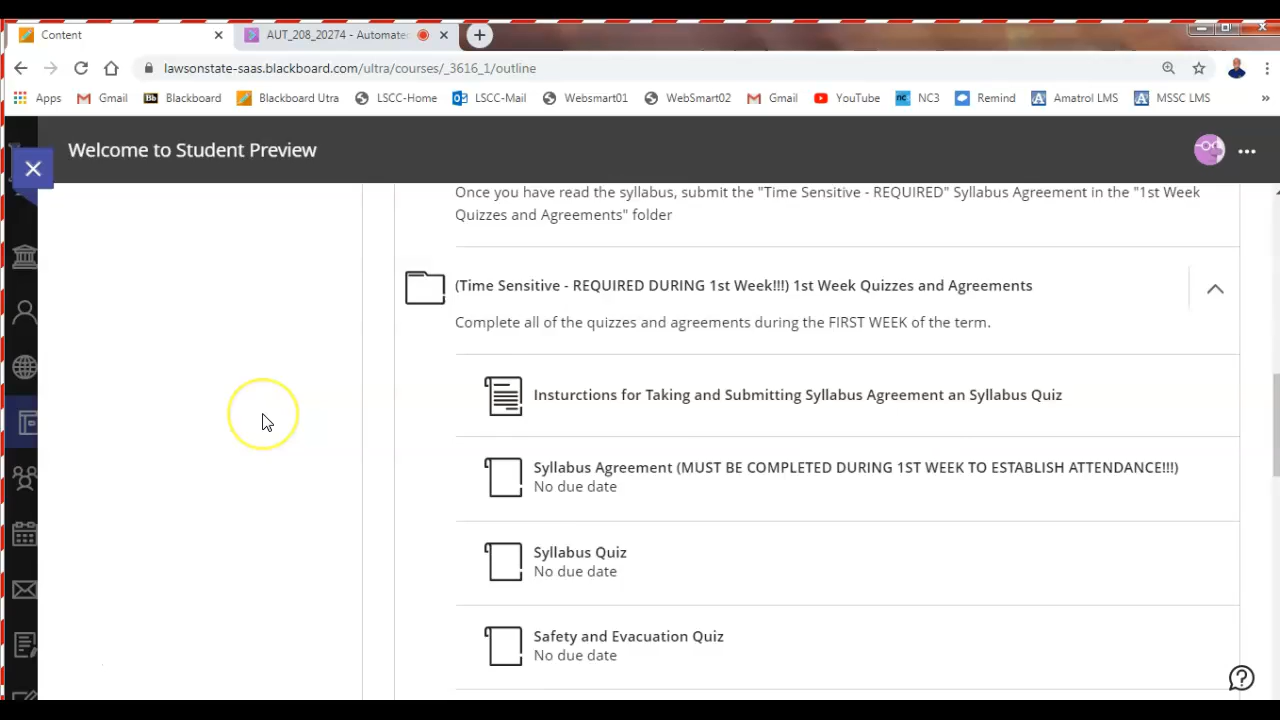 Content
AUT_208_20274 - Automate
lawsonstate-saas.blackboard.com/ultra/courses/_3616_1/outline
Apps Gmail Bb Blackboard Blackboard Utra LSCC-Home LSCC-Mail Websmart01 WebSmart02 Gmail YouTube nc NC3 Remind Amatrol LMS MSSC LMS »
Welcome to Student Preview
Once you have read the syllabus, submit the "Time Sensitive - REQUIRED" Syllabus Agreement in the "1st Week
Quizzes and Agreements" folder
(Time Sensitive - REQUIRED DURING 1st Week!!!) 1st Week Quizzes and Agreements
Complete all of the quizzes and agreements during the FIRST WEEK of the term.
Insturctions for Taking and Submitting Syllabus Agreement an Syllabus Quiz
Syllabus Agreement (MUST BE COMPLETED DURING 1ST WEEK TO ESTABLISH ATTENDANCE!!!)
No due date
Syllabus Quiz
No due date
Safety and Evacuation Quiz
No due date